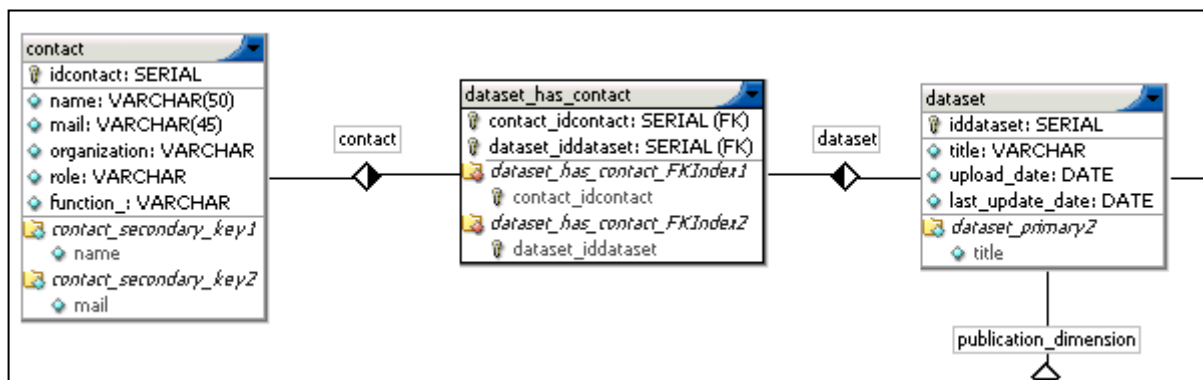 contact
idcontact: SERIAL
name: VARCHAR(50)
mail: VARCHAR(45)
organization: VARCHAR
role: VARCHAR
function_: VARCHAR
contact_secondary_key1
name
contact_secondary_key2
mail
contact
dataset_has_contact
contact_idcontact: SERIAL (FK)
dataset_iddataset: SERIAL (FK)
dataset_has_contact_FKIndex1
contact_idcontact
dataset_has_contact_FKIndex2
dataset_iddataset
dataset
dataset
iddataset: SERIAL
title: VARCHAR
upload_date: DATE
last_update_date: DATE
dataset_primary2
title
publication_dimension